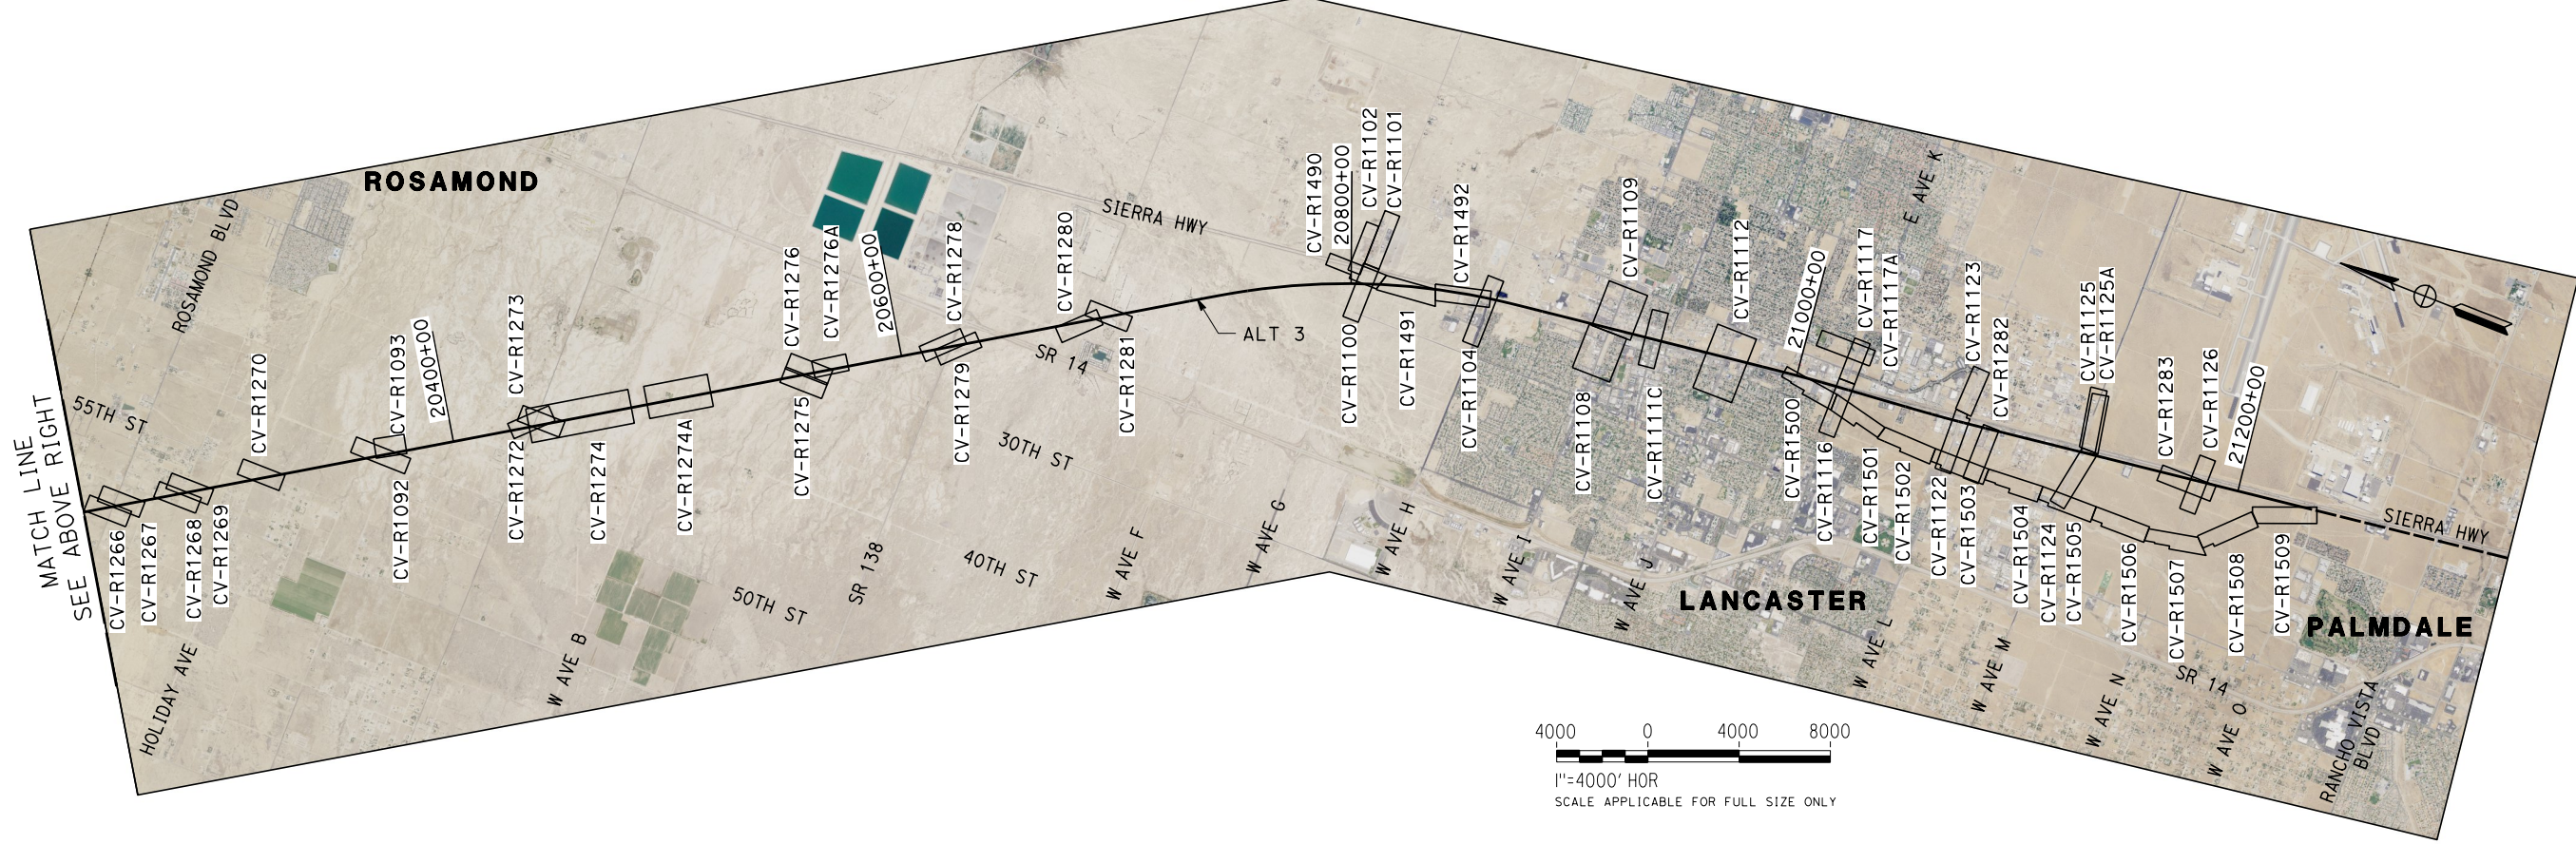 ROSAMOND
ROSAMOND BLVD
MATCH LINE
SEE ABOVE RIGHT
55TH ST
CV-R1266
CV-R1267
CV-R1268
CV-R1269
CV-R1270
HOLIDAY AVE
CV-R1093
20400+00
CV-R1092
CV-R1273
CV-R1272
CV-R1274
CV-R1274A
W AVE B
50TH ST
CV-R1276
CV-R1276A
20600+00
CV-R1275
SR 138
CV-R1278
CV-R1279
CV-R1280
SIERRA HWY
SR 14
CV-R1281
30TH ST
40TH ST
W AVE F
ALT 3
W AVE G
CV-R1490
20800+00
CV-R1102
CV-R1101
CV-R1100
CV-R1491
CV-R1492
CV-R1104
W AVE H
W AVE I
CV-R1109
CV-R1108
CV-R1111C
W AVE J
CV-R1112
LANCASTER
21000+00
CV-R1117
CV-R1117A
E AVE K
CV-R1500
CV-R1116
CV-R1501
CV-R1502
CV-R1122
CV-R1503
CV-R1123
CV-R1282
W AVE L
W AVE M
CV-R1504
CV-R1124
CV-R1505
CV-R1125
CV-R1125A
CV-R1506
CV-R1507
CV-R1283
CV-R1126
21200+00
CV-R1508
CV-R1509
W AVE N
SR 14
W AVE O
SIERRA HWY
PALMDALE
RANCHO VISTA
BLVD
4000 0 4000 8000
1"=4000' HOR
SCALE APPLICABLE FOR FULL SIZE ONLY